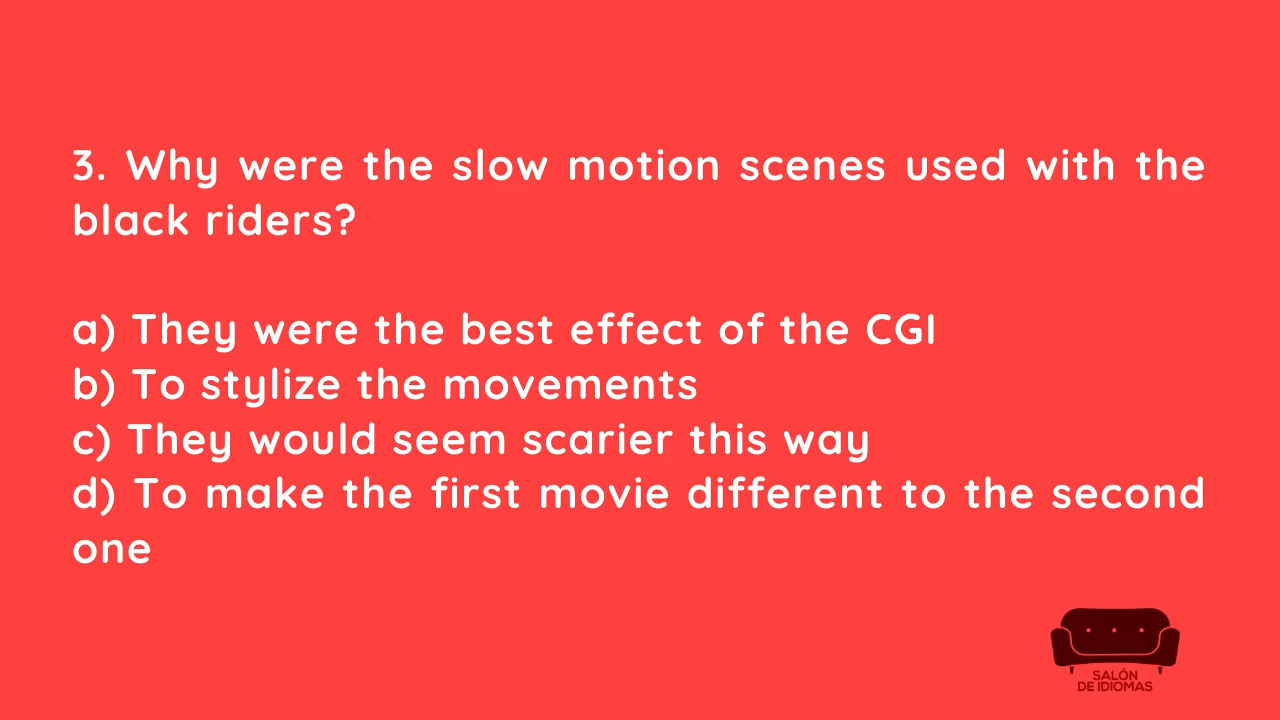 3. Why were the slow motion scenes used with the
black riders?
a) They were the best effect of the CGI
b) To stylize the movements
c) They would seem scarier this way
d) To make the first movie different to the second
one
SALÓN
DE IDIOMAS